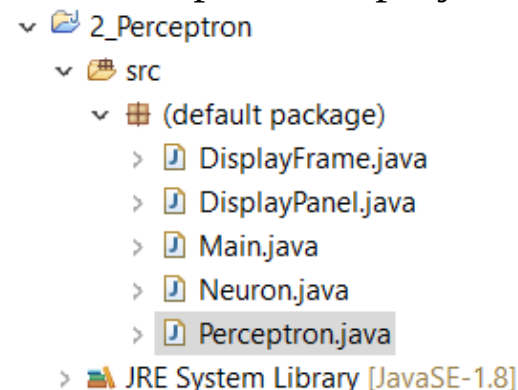 2_Perceptron
src
(default package)
DisplayFrame.java
DisplayPanel.java
Main.java
Neuron.java
Perceptron.java
JRE System Library [JavaSE-1.8]